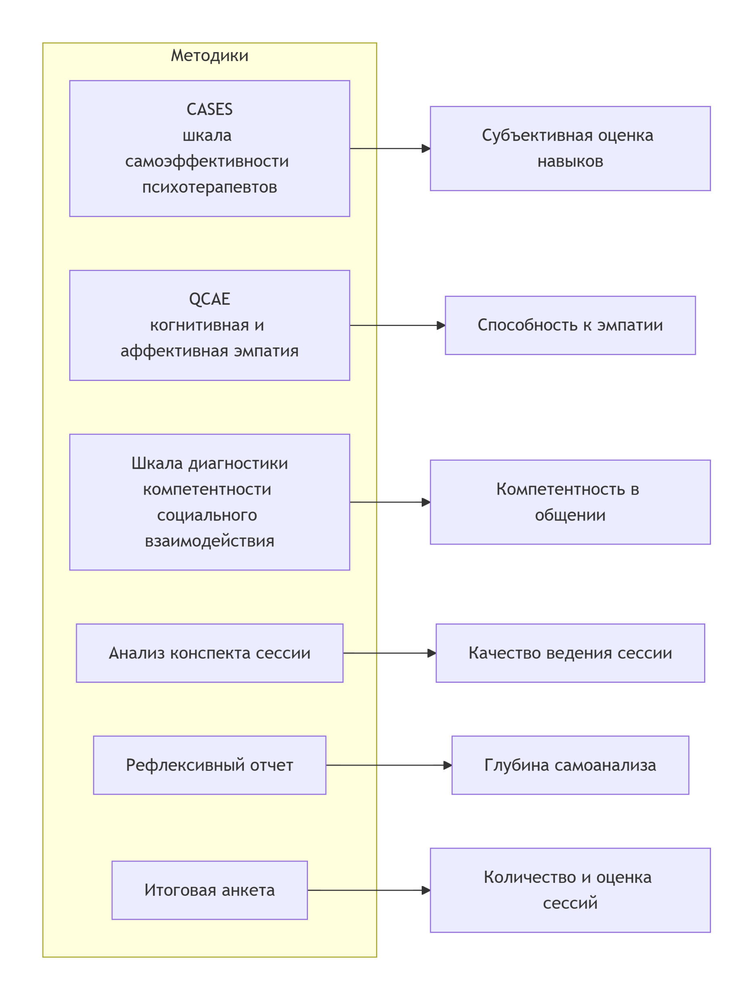 Методики
CASES
шкала
самоэффективности
психотерапевтов
Субъективная оценка
навыков
QCAE
когнитивная и
аффективная эмпатия
Способность к эмпатии
Шкала диагностики
компетентности
социального
взаимодействия
Компетентность в
общении
Анализ конспекта сессии
Качество ведения сессии
Рефлексивный отчет
Глубина самоанализа
Итоговая анкета
Количество и оценка
сессий